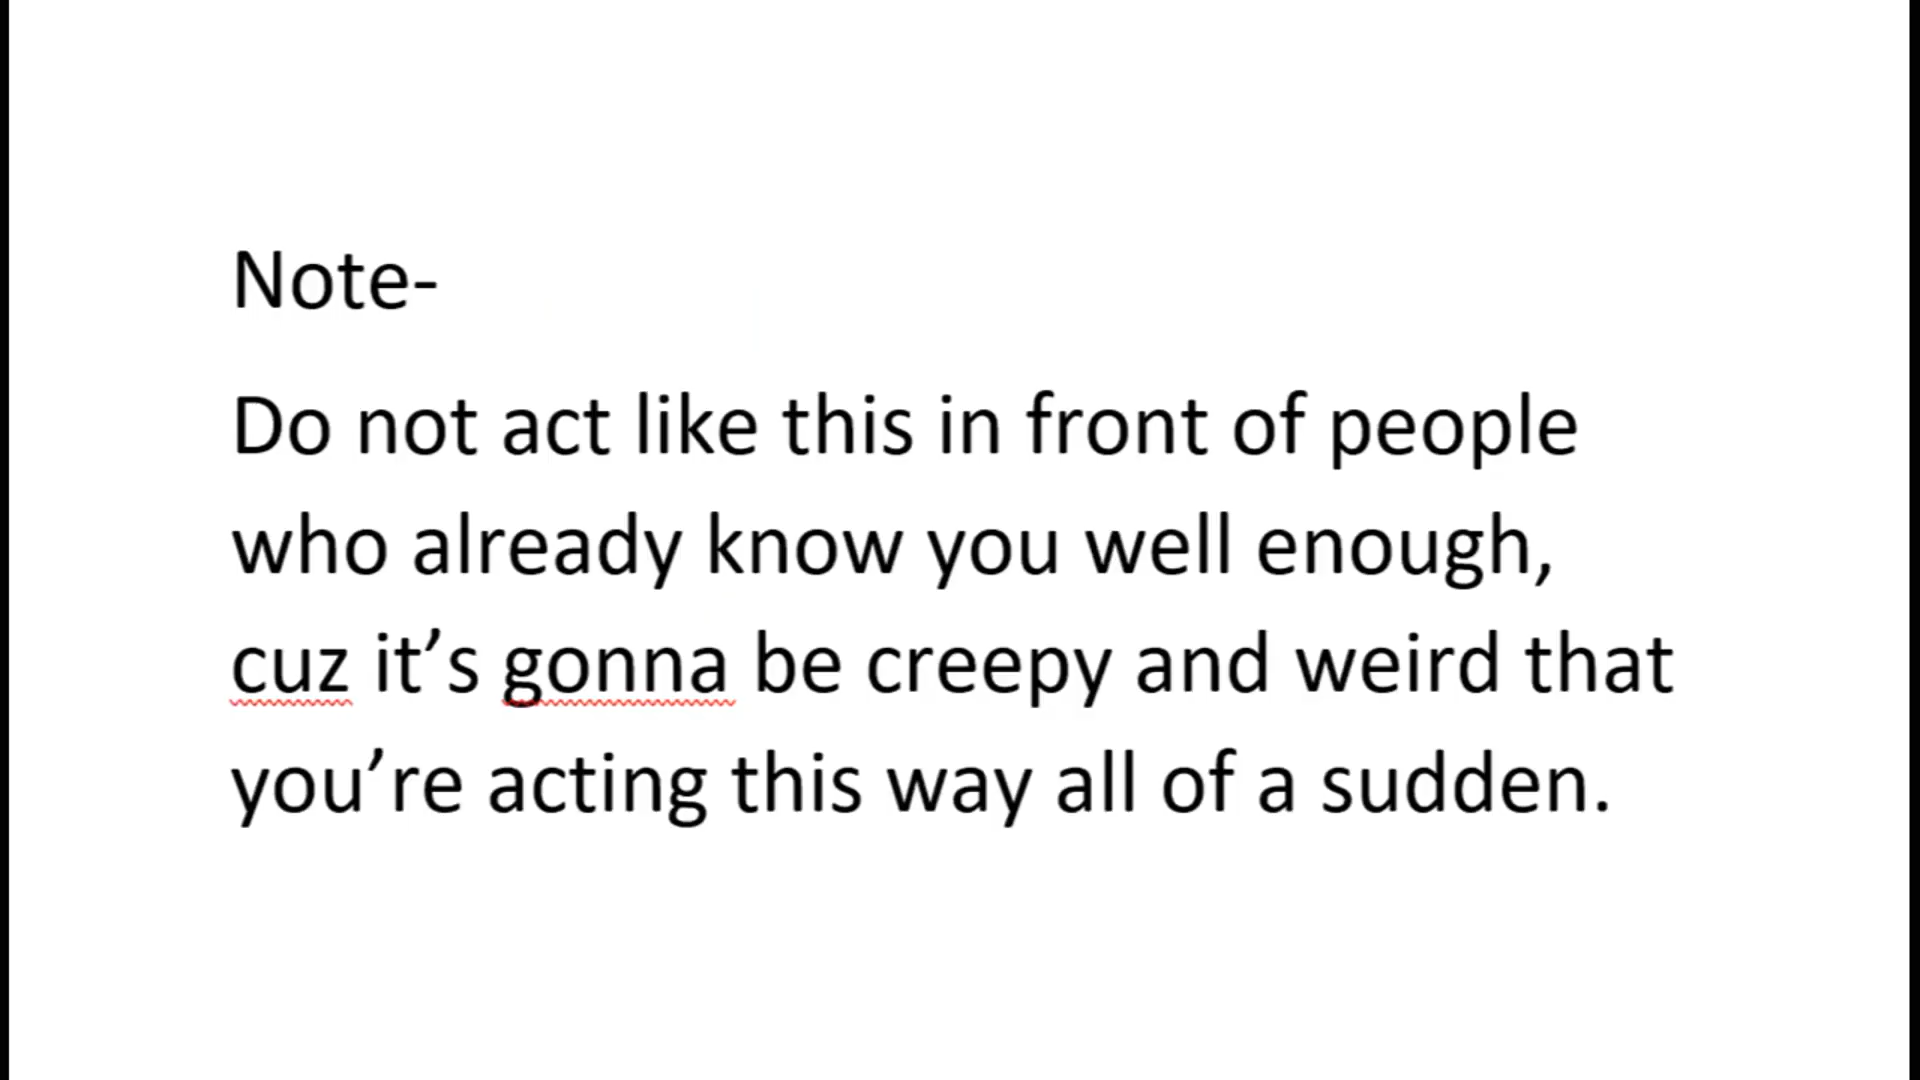 Note-
Do not act like this in front of people
who already know you well enough,
cuz it’s gonna be creepy and weird that
you’re acting this way all of a sudden.